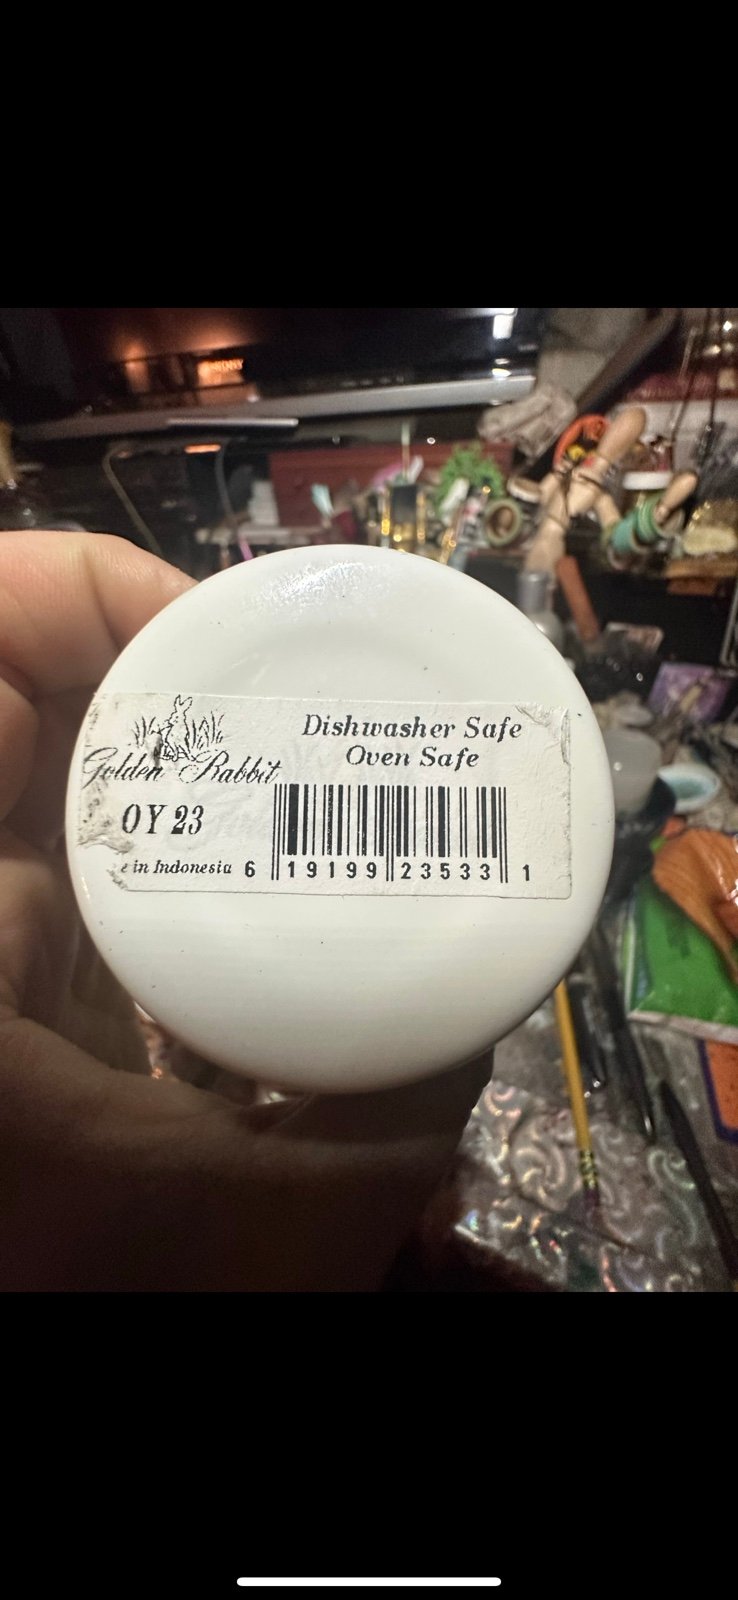 Golden Rabbit
Dishwasher Safe
Oven Safe
OY 23
e in Indonesia
6 19199 23533 1